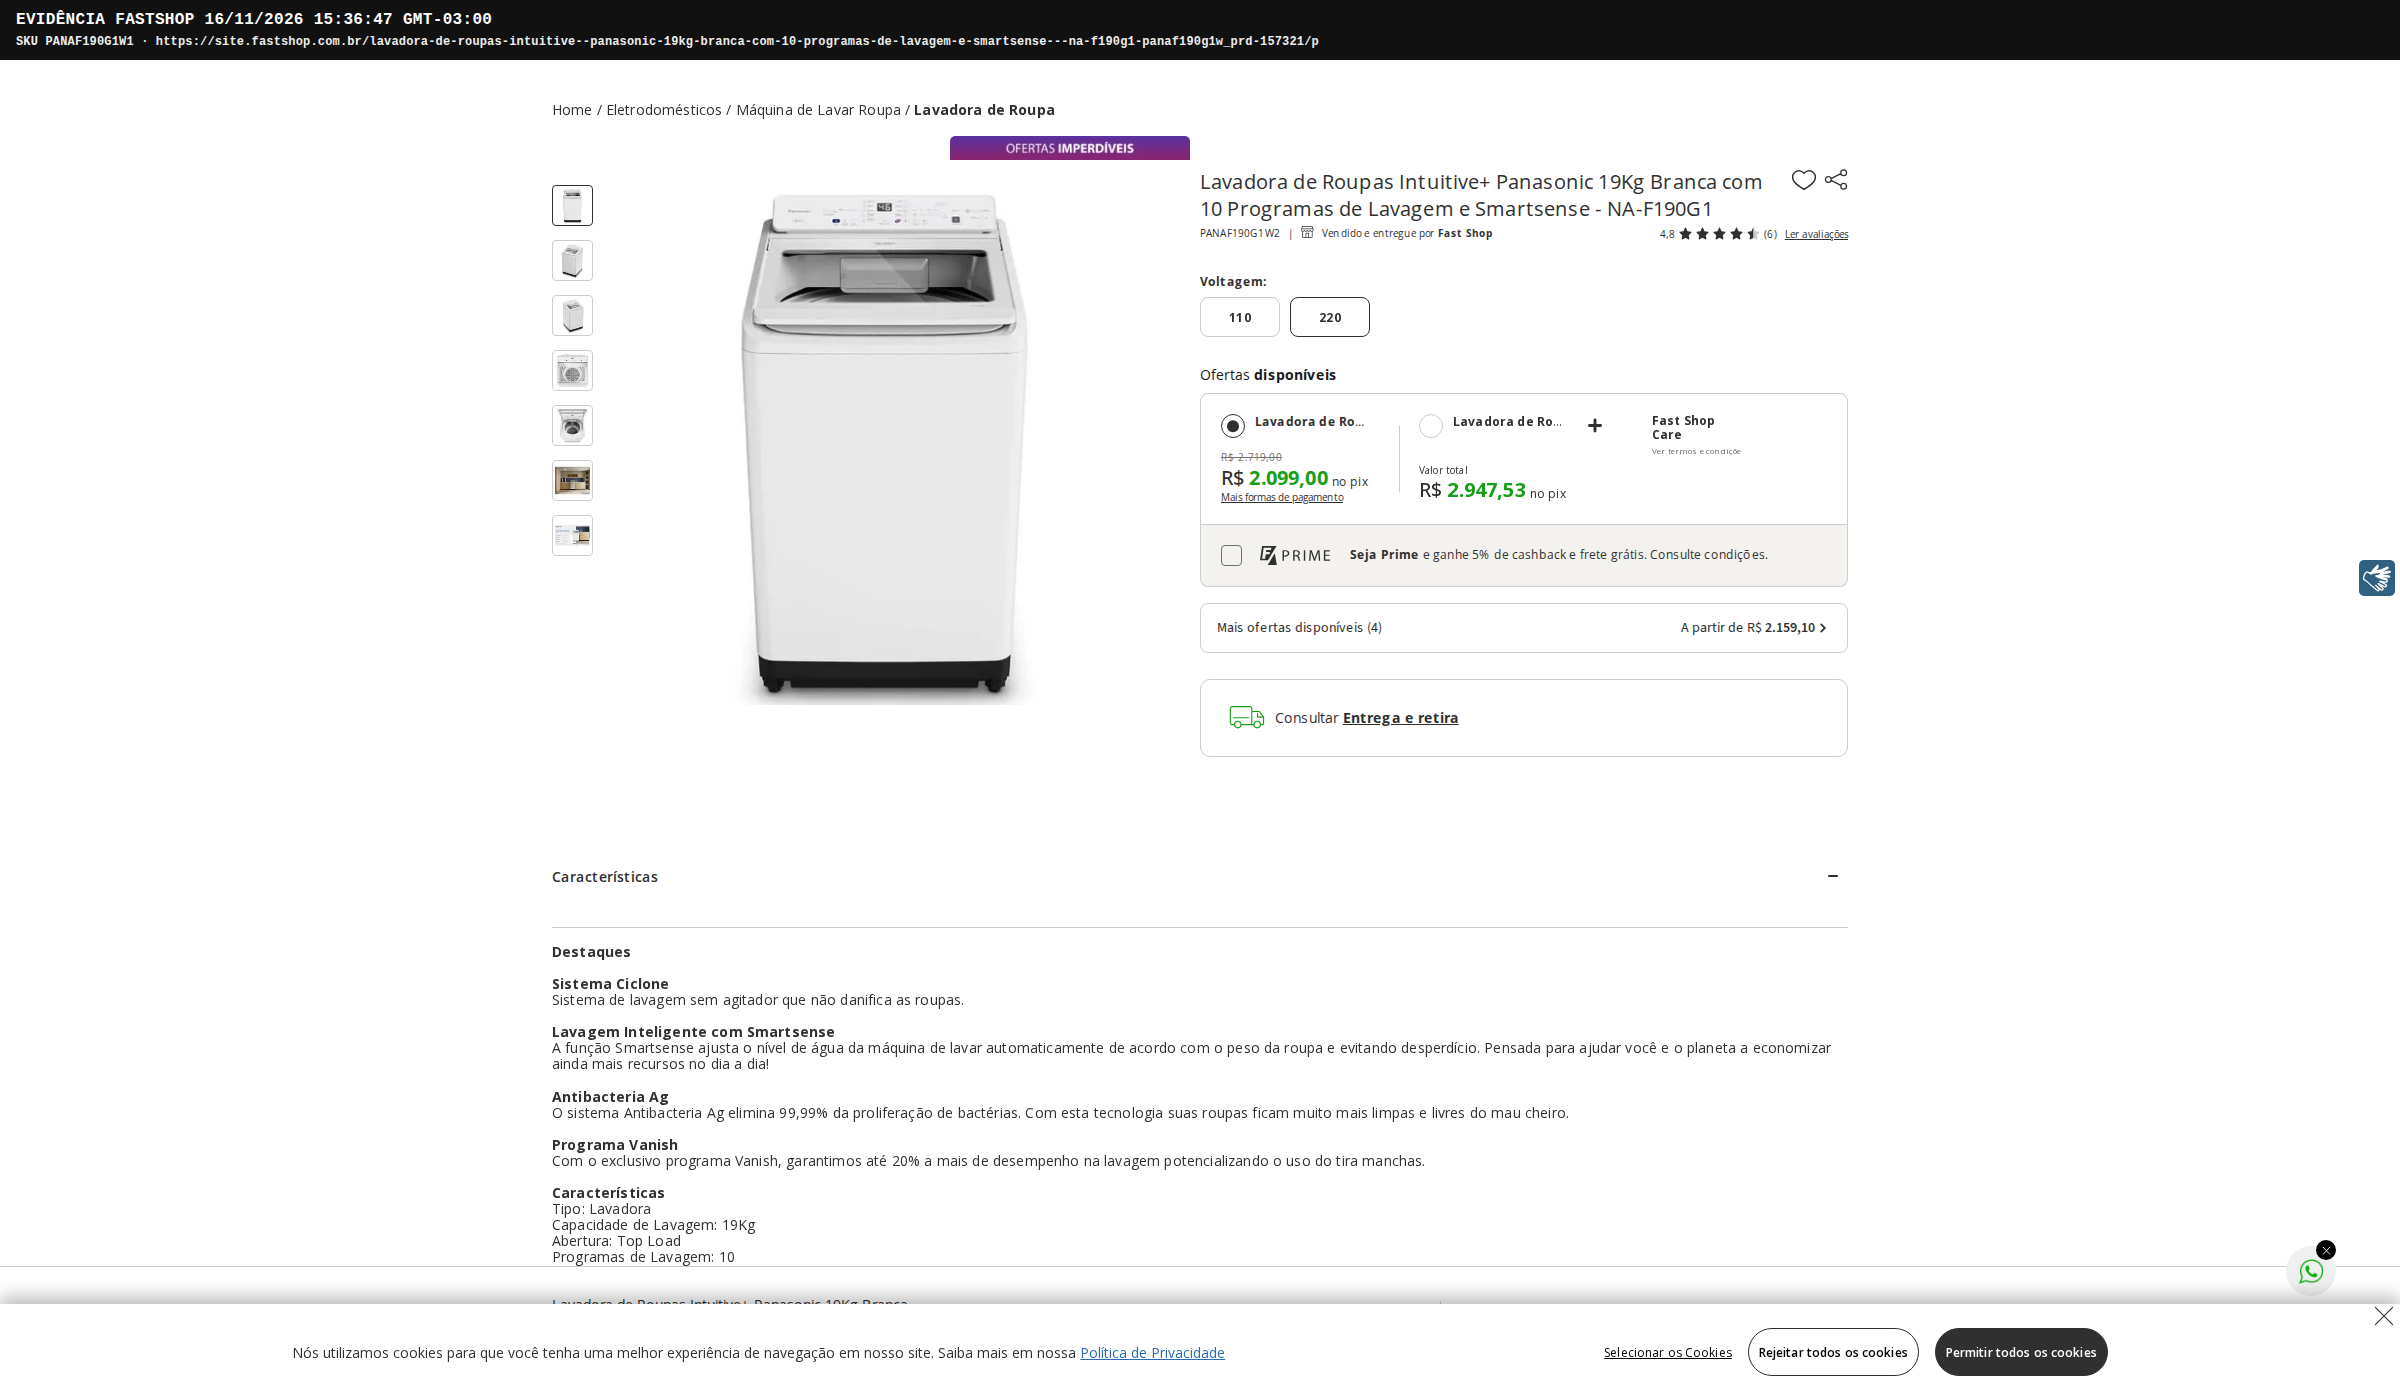 EVIDÊNCIA FASTSHOP 16/11/2026 15:36:47 GMT-03:00
SKU PANAF190G1W1 · https://site.fastshop.com.br/lavadora-de-roupas-intuitive--panasonic-19kg-branca-com-10-programas-de-lavagem-e-smartsense---na-f190g1-panaf190g1w_prd-157321/p
Home / Eletrodomésticos / Máquina de Lavar Roupa / Lavadora de Roupa
OFERTAS IMPERDÍVEIS
Lavadora de Roupas Intuitive+ Panasonic 19Kg Branca com
10 Programas de Lavagem e Smartsense - NA-F190G1
PANAF190G1W2 | Vendido e entregue por Fast Shop
4,8 (6) Ler avaliações
Voltagem:
110 220
Ofertas disponíveis
Lavadora de Ro...
R$ 2.719,00
R$ 2.099,00 no pix
Mais formas de pagamento
Lavadora de Ro...
Valor total
R$ 2.947,53 no pix
+
Fast Shop
Care
Ver termos e condiçõe
PRIME Seja Prime e ganhe 5% de cashback e frete grátis. Consulte condições.
Mais ofertas disponíveis (4) A partir de R$ 2.159,10
Consultar Entrega e retira
Características
Destaques
Sistema Ciclone
Sistema de lavagem sem agitador que não danifica as roupas.
Lavagem Inteligente com Smartsense
A função Smartsense ajusta o nível de água da máquina de lavar automaticamente de acordo com o peso da roupa e evitando desperdício. Pensada para ajudar você e o planeta a economizar
ainda mais recursos no dia a dia!
Antibacteria Ag
O sistema Antibacteria Ag elimina 99,99% da proliferação de bactérias. Com esta tecnologia suas roupas ficam muito mais limpas e livres do mau cheiro.
Programa Vanish
Com o exclusivo programa Vanish, garantimos até 20% a mais de desempenho na lavagem potencializando o uso do tira manchas.
Características
Tipo: Lavadora
Capacidade de Lavagem: 19Kg
Abertura: Top Load
Programas de Lavagem: 10
Lavadora de Roupas Intuitive+ Panasonic 19Kg Branca
Nós utilizamos cookies para que você tenha uma melhor experiência de navegação em nosso site. Saiba mais em nossa Política de Privacidade
Selecionar os Cookies
Rejeitar todos os cookies
Permitir todos os cookies